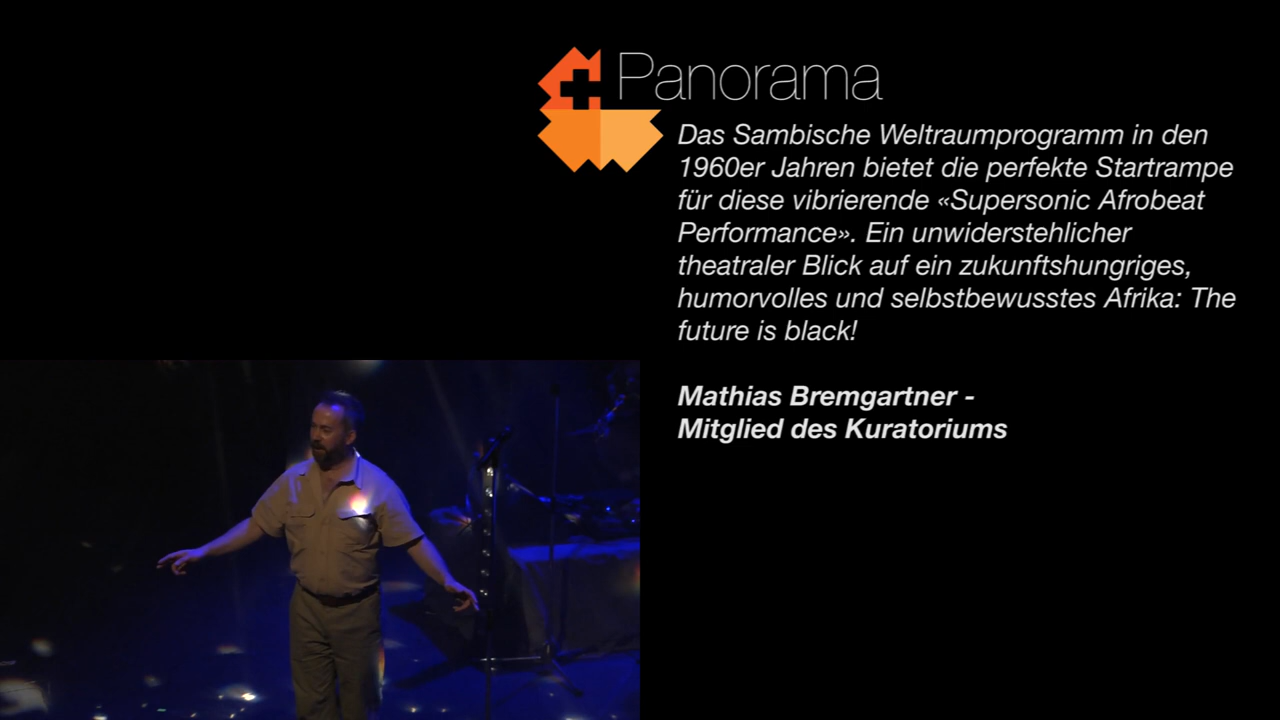 Panorama
Das Sambische Weltraumprogramm in den
1960er Jahren bietet die perfekte Startrampe
für diese vibrierende «Supersonic Afrobeat
Performance». Ein unwiderstehlicher
theatraler Blick auf ein zukunftshungriges,
humorvolles und selbstbewusstes Afrika: The
future is black!
Mathias Bremgartner -
Mitglied des Kuratoriums